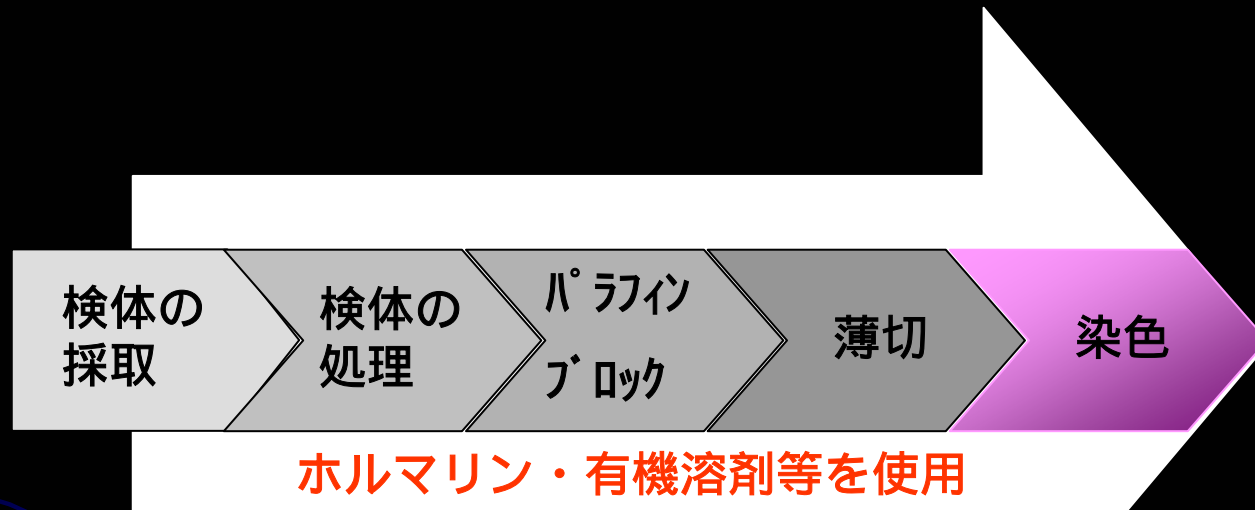 検体の
採取
検体の
処理
ﾊﾟﾗﾌｨﾝ
ﾌﾞﾛｯｸ
薄切
染色
ホルマリン・有機溶剤等を使用